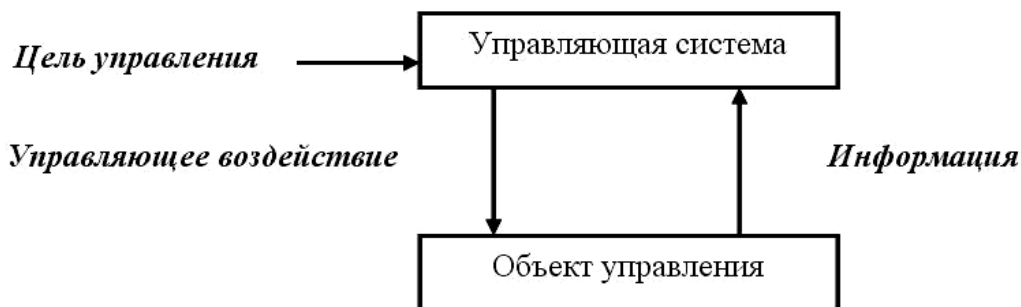 Управляющая система
Цель управления
Управляющее воздействие
Информация
Объект управления